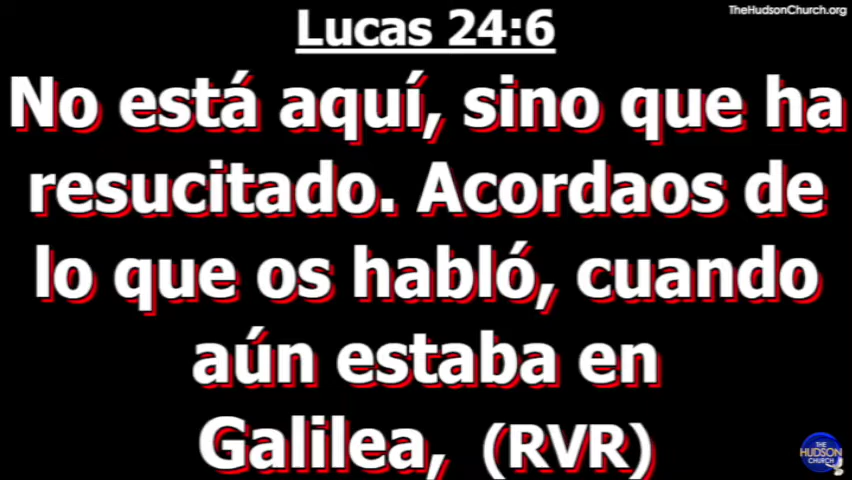 TheHudsonChurch.org
Lucas 24:6
No está aquí, sino que ha
resucitado. Acordaos de
lo que os habló, cuando
aún estaba en
Galilea, (RVR)
THE
HUDSON
CHURCH